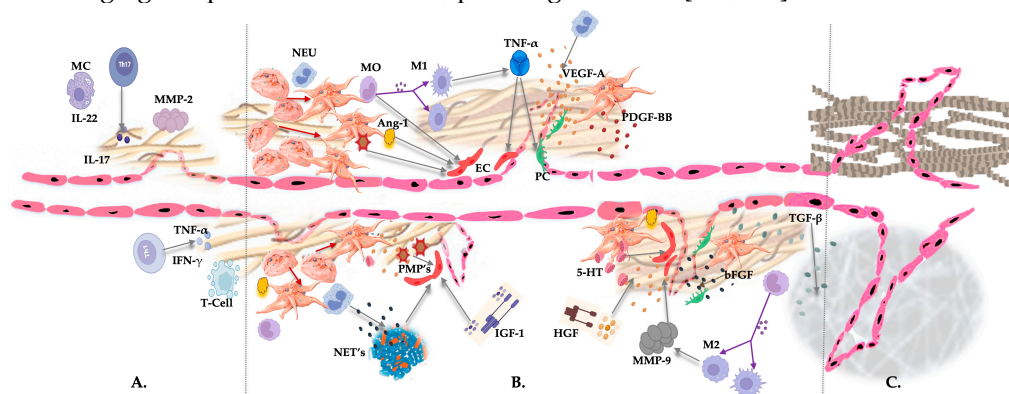 MC
IL-22
Th17
MMP-2
IL-17
NEU
MO
M1
TNF-α
VEGF-A
Ang-1
PDGF-BB
EC
PC
TNF-α
IFN-γ
T-Cell
PMP's
IGF-1
NET's
5-HT
bFGF
TGF-β
HGF
MMP-9
M2
A.
B.
C.